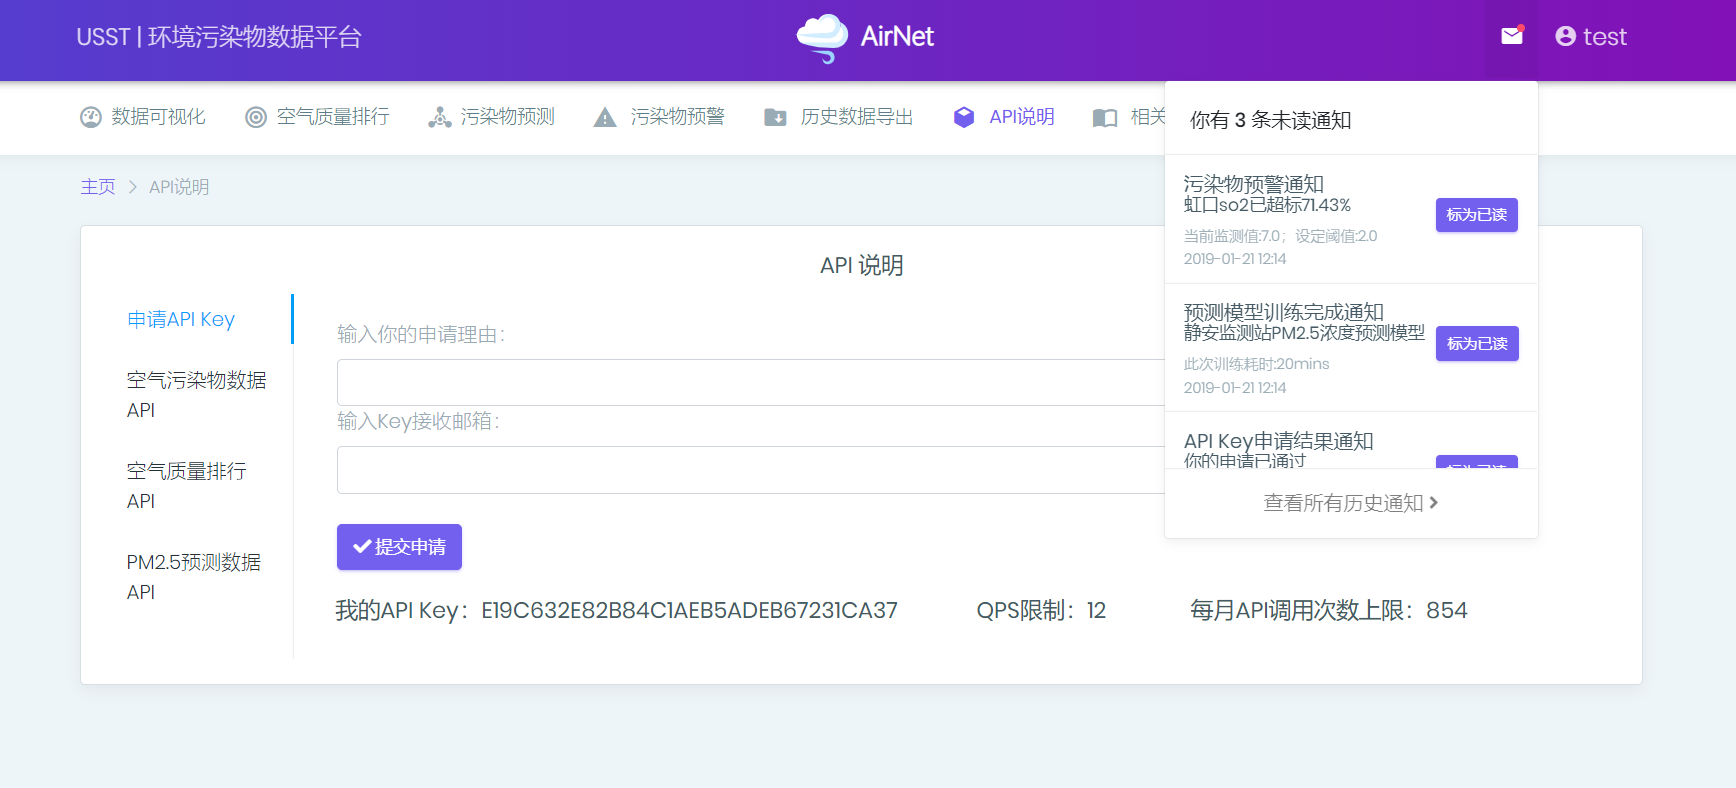 USST | 环境污染物数据平台
AirNet
test
数据可视化
空气质量排行
污染物预测
污染物预警
历史数据导出
API说明
相关
主页 > API说明
API 说明
申请API Key
空气污染物数据
API
空气质量排行
API
PM2.5预测数据
API
输入你的申请理由：
输入Key接收邮箱：
提交申请
我的API Key：E19C632E82B84C1AEB5ADEB67231CA37
QPS限制：12
每月API调用次数上限：854
你有 3 条未读通知
污染物预警通知
虹口so2已超标71.43%
当前监测值:7.0；设定阈值:2.0
2019-01-21 12:14
标为已读
预测模型训练完成通知
静安监测站PM2.5浓度预测模型
此次训练耗时:20mins
2019-01-21 12:14
标为已读
API Key申请结果通知
你的申请已通过
标为已读
查看所有历史通知